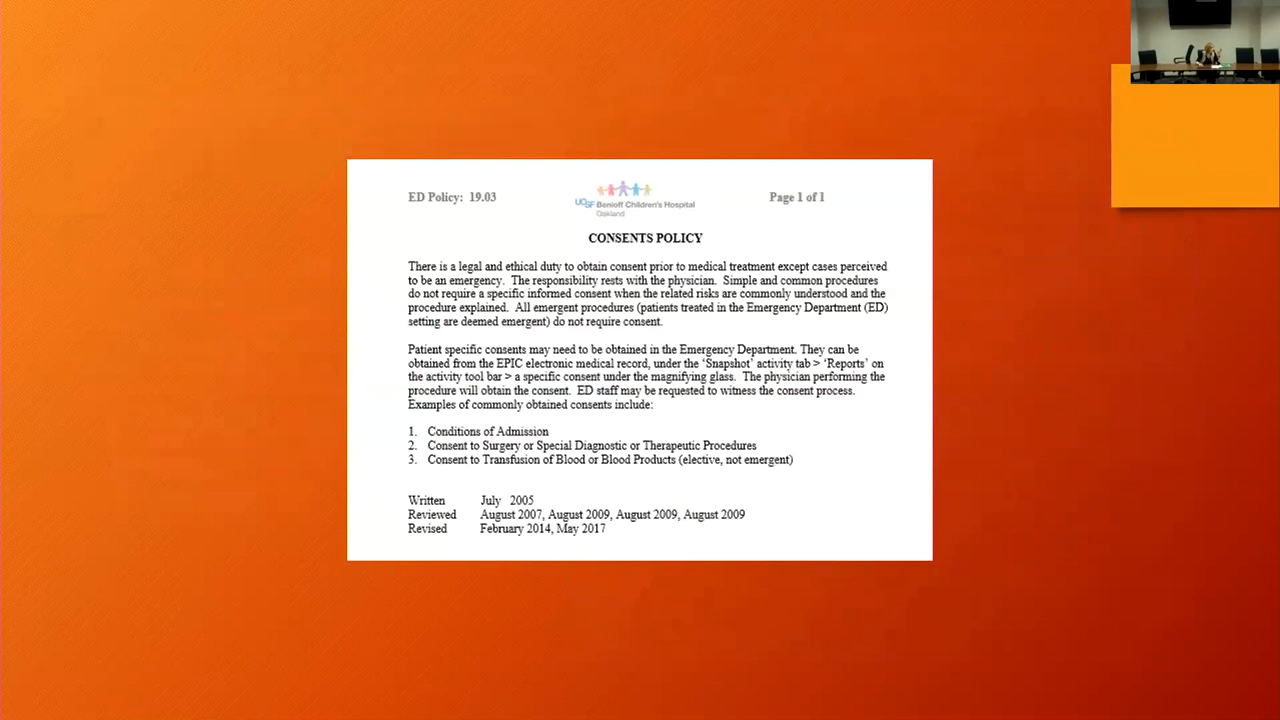 ED Policy: 19.03
UCSF Benioff Children's Hospital
Oakland
Page 1 of 1
CONSENTS POLICY
There is a legal and ethical duty to obtain consent prior to medical treatment except cases perceived
to be an emergency. The responsibility rests with the physician. Simple and common procedures
do not require a specific informed consent when the related risks are commonly understood and the
procedure explained. All emergent procedures (patients treated in the Emergency Department (ED)
setting are deemed emergent) do not require consent.
Patient specific consents may need to be obtained in the Emergency Department. They can be
obtained from the EPIC electronic medical record, under the ‘Snapshot’ activity tab > ‘Reports’ on
the activity tool bar > a specific consent under the magnifying glass. The physician performing the
procedure will obtain the consent. ED staff may be requested to witness the consent process.
Examples of commonly obtained consents include:
1. Conditions of Admission
2. Consent to Surgery or Special Diagnostic or Therapeutic Procedures
3. Consent to Transfusion of Blood or Blood Products (elective, not emergent)
Written July 2005
Reviewed August 2007, August 2009, August 2009, August 2009
Revised February 2014, May 2017